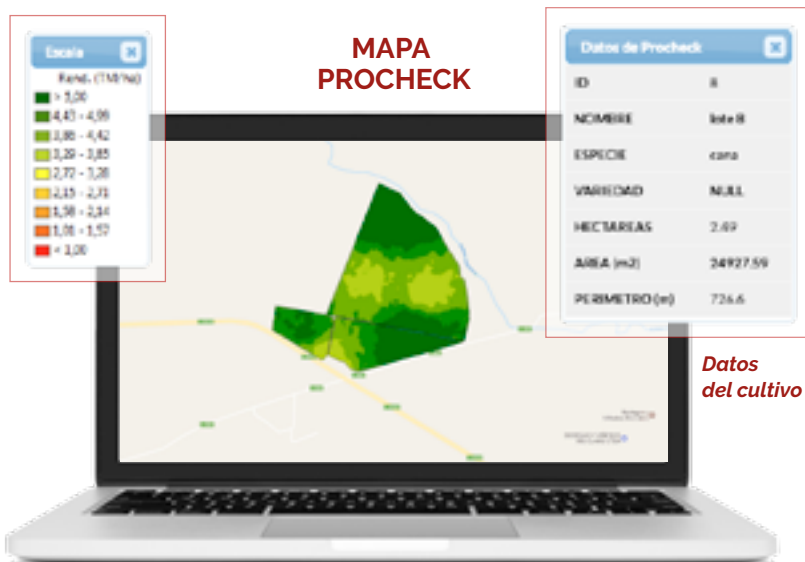 Escala
Rend. (TM/ha)
> 5,00
4,43 - 4,99
3,86 - 4,42
3,29 - 3,85
2,72 - 3,28
2,15 - 2,71
1,58 - 2,14
1,01 - 1,57
< 1,00
MAPA
PROCHECK
Datos de Procheck
ID 8
NOMBRE lote 8
ESPECIE cana
VARIEDAD NULL
HECTAREAS 2.49
AREA (m2) 24927.59
PERIMETRO (m) 726.6
Datos
del cultivo